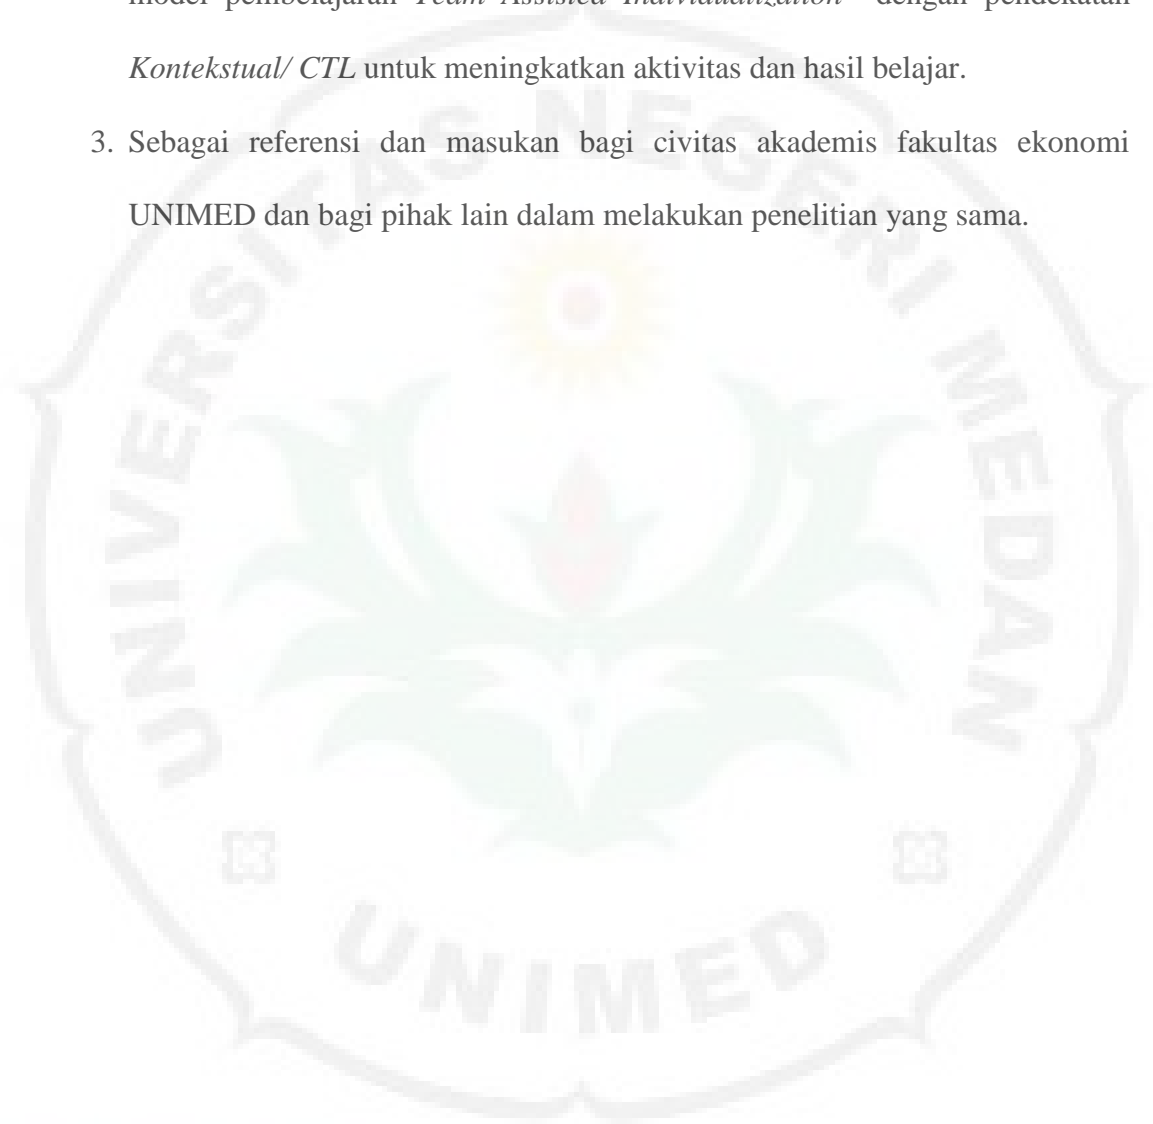 model pembelajaran Team Assisted Individualization dengan pendekatan
Kontekstual/ CTL untuk meningkatkan aktivitas dan hasil belajar.
3. Sebagai referensi dan masukan bagi civitas akademis fakultas ekonomi
UNIMED dan bagi pihak lain dalam melakukan penelitian yang sama.
UNIVERSITAS NEGERI MEDAN
UNIMED